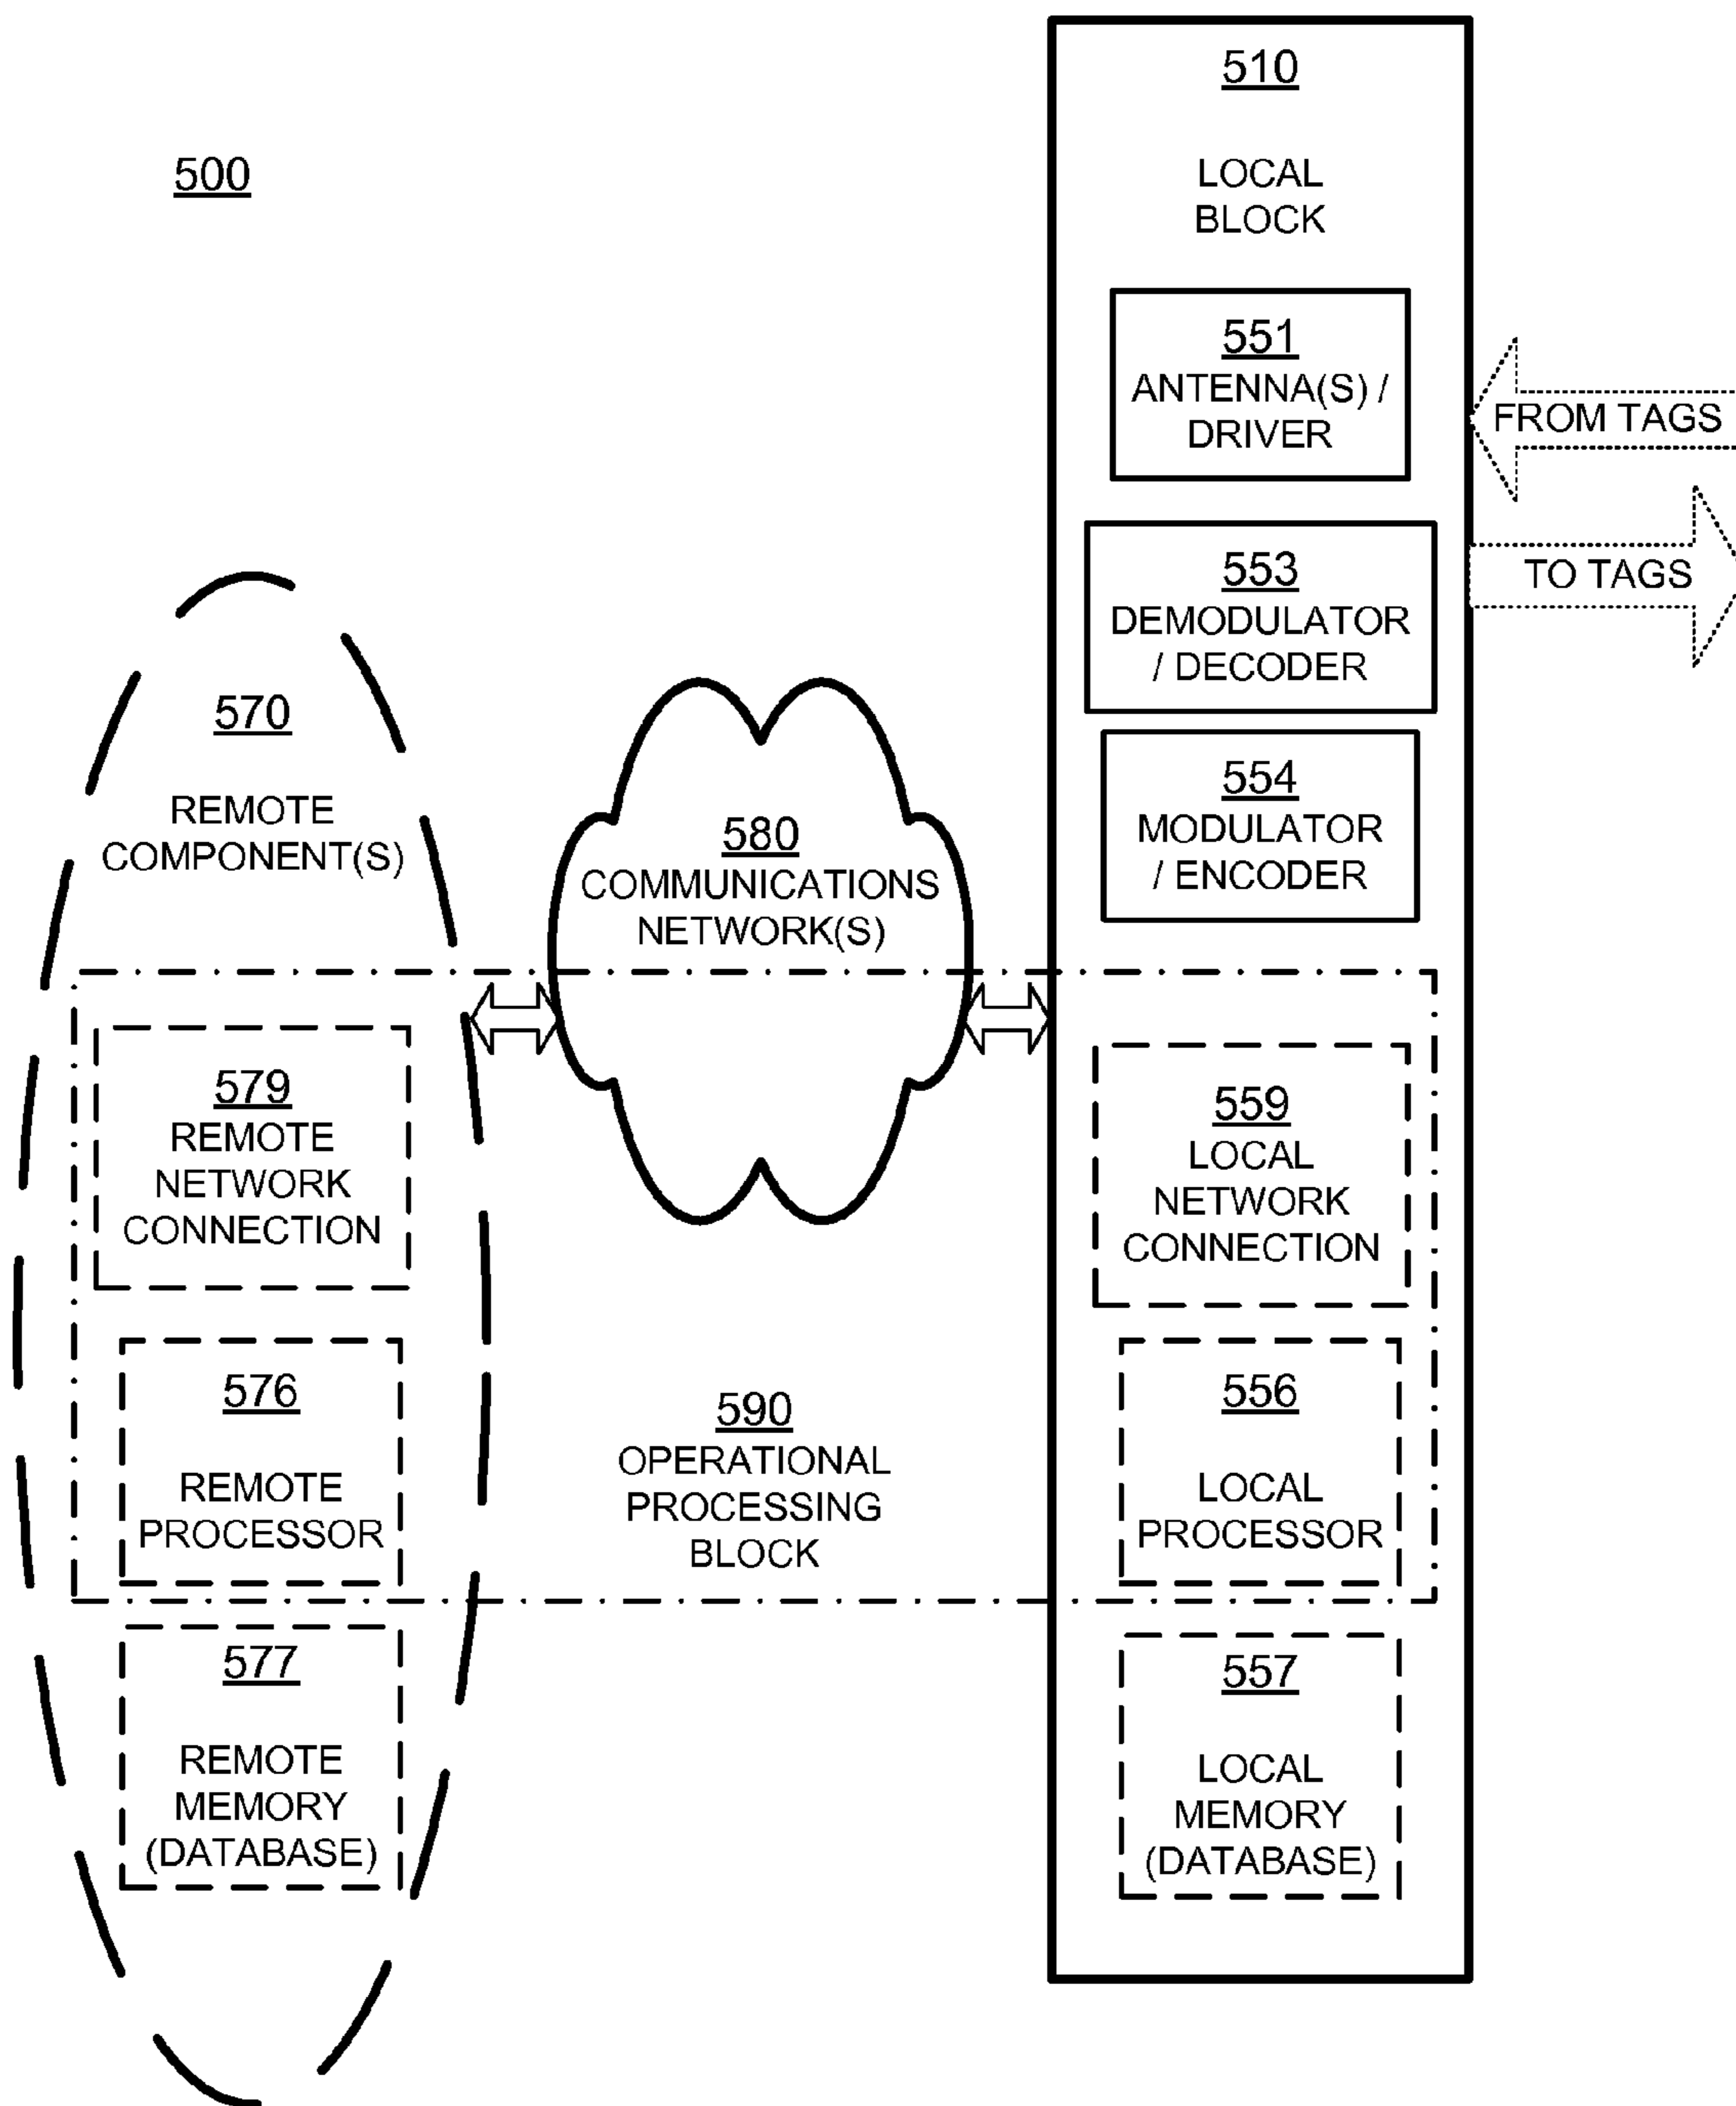 500
510
LOCAL
BLOCK
551
ANTENNA(S) /
DRIVER
FROM TAGS
TO TAGS
553
DEMODULATOR
/ DECODER
554
MODULATOR
/ ENCODER
570
REMOTE
COMPONENT(S)
580
COMMUNICATIONS
NETWORK(S)
579
REMOTE
NETWORK
CONNECTION
559
LOCAL
NETWORK
CONNECTION
576
REMOTE
PROCESSOR
590
OPERATIONAL
PROCESSING
BLOCK
556
LOCAL
PROCESSOR
577
REMOTE
MEMORY
(DATABASE)
557
LOCAL
MEMORY
(DATABASE)